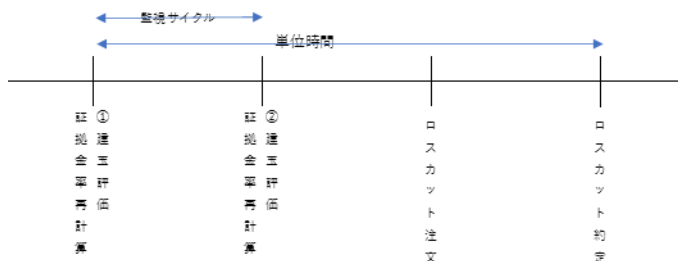 監視サイクル
単位時間
①建玉評価
証拠金率再計算
②建玉評価
証拠金率再計算
ロスカット注文
ロスカット約定